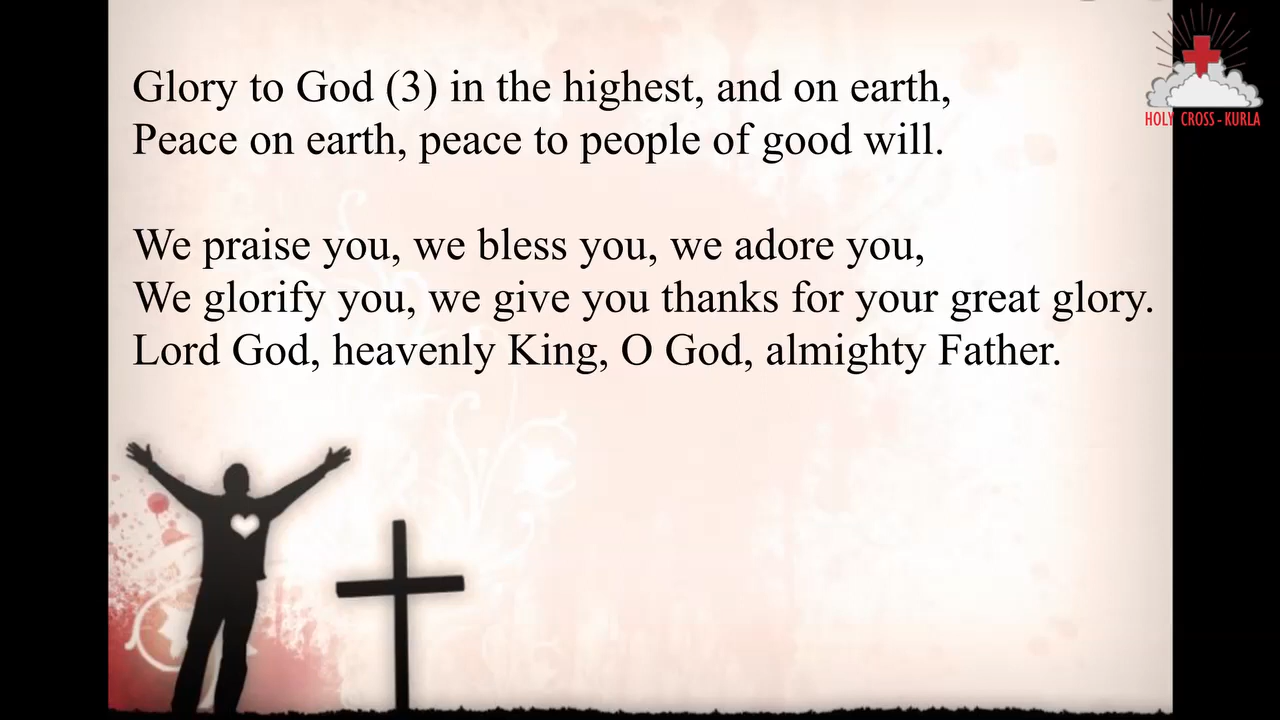 Glory to God (3) in the highest, and on earth,
Peace on earth, peace to people of good will.
We praise you, we bless you, we adore you,
We glorify you, we give you thanks for your great glory.
Lord God, heavenly King, O God, almighty Father.
HOLY CROSS - KURLA